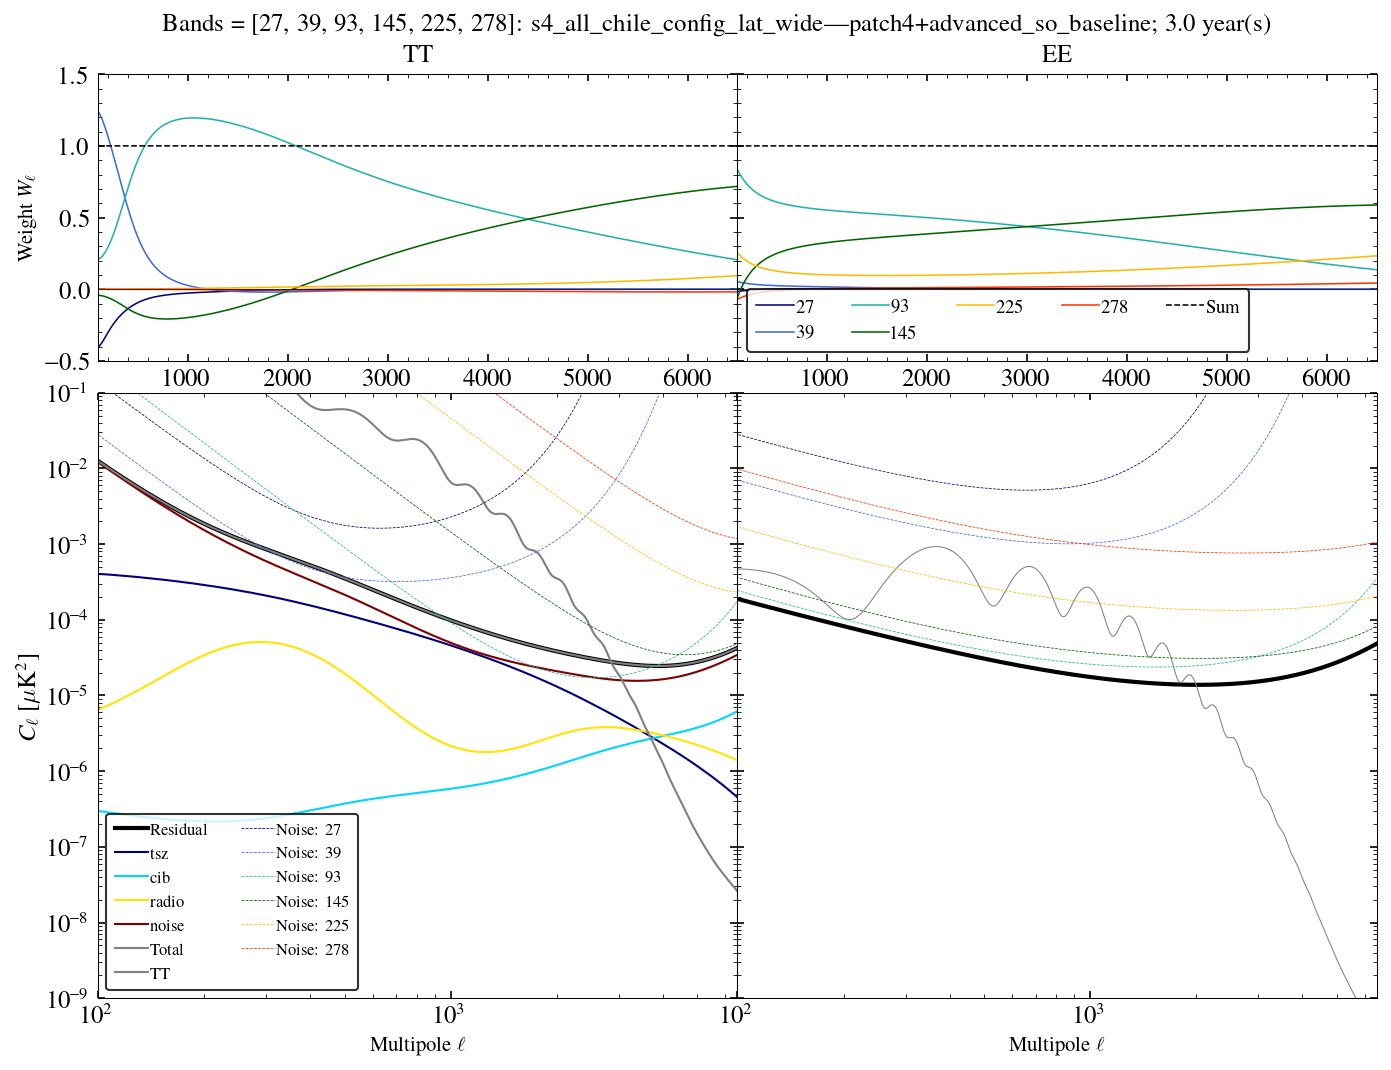 Bands = [27, 39, 93, 145, 225, 278]: s4_all_chile_config_lat_wide—patch4+advanced_so_baseline; 3.0 year(s)
TT EE
1.5
1.0
0.5
0.0
−0.5
Weight W_ℓ
27 93 225 278 Sum
39 145
1000 2000 3000 4000 5000 6000 1000 2000 3000 4000 5000 6000
10^{-1}
10^{-2}
10^{-3}
10^{-4}
10^{-5}
10^{-6}
10^{-7}
10^{-8}
10^{-9}
C_ℓ [μK^2]
Residual Noise: 27
tsz Noise: 39
cib Noise: 93
radio Noise: 145
noise Noise: 225
Total Noise: 278
TT
10^2 10^3 10^2 10^3
Multipole ℓ Multipole ℓ